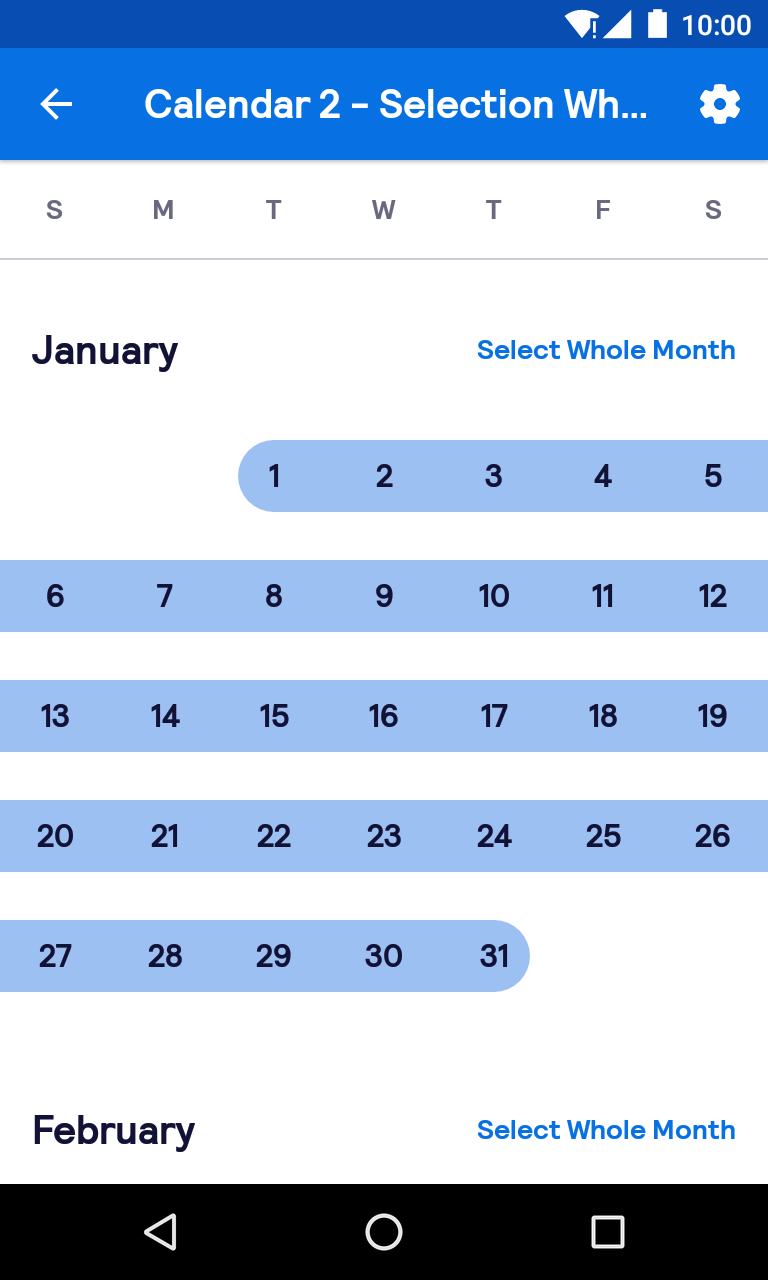 10:00
Calendar 2 - Selection Wh...
S M T W T F S
January Select Whole Month
1 2 3 4 5
6 7 8 9 10 11 12
13 14 15 16 17 18 19
20 21 22 23 24 25 26
27 28 29 30 31
February Select Whole Month